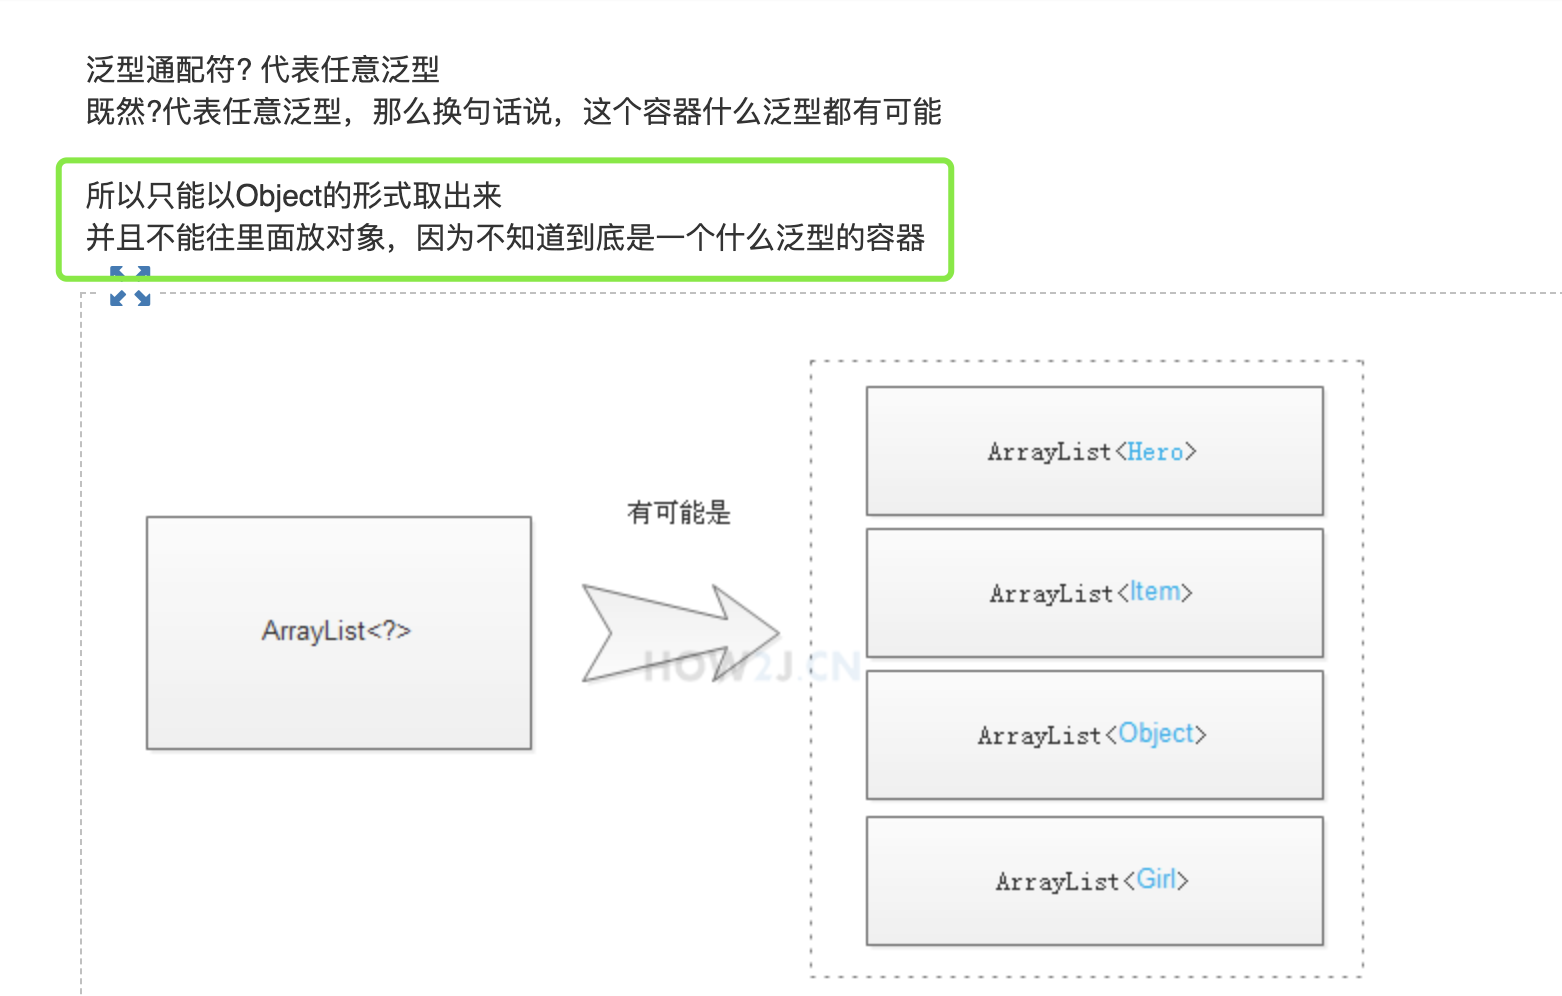 泛型通配符? 代表任意泛型
既然?代表任意泛型，那么换句话说，这个容器什么泛型都有可能
所以只能以Object的形式取出来
并且不能往里面放对象，因为不知道到底是一个什么泛型的容器
ArrayList<?>
有可能是
HOW2J.CN
ArrayList<Hero>
ArrayList<Item>
ArrayList<Object>
ArrayList<Girl>